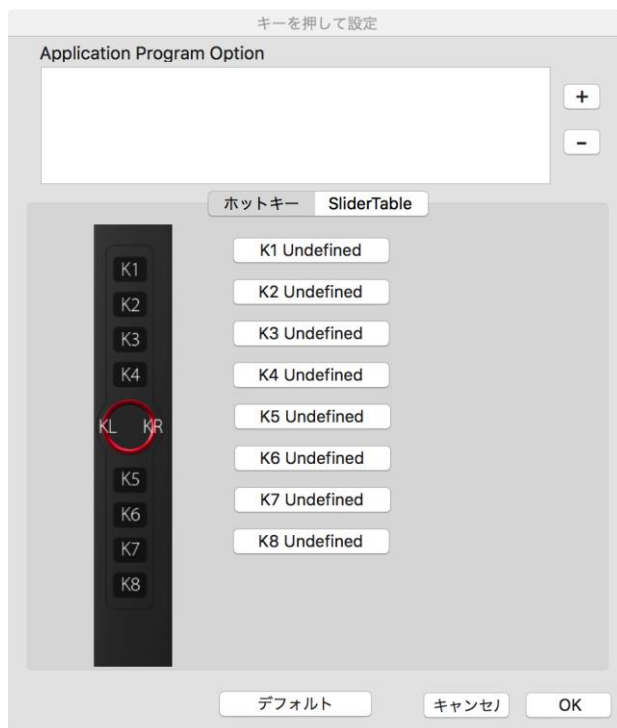 キーを押して設定
Application Program Option
+
-
ホットキー SliderTable
K1 K1 Undefined
K2 K2 Undefined
K3 K3 Undefined
K4 K4 Undefined
KL KR K5 Undefined
K5 K6 Undefined
K6 K7 Undefined
K7 K8 Undefined
K8
デフォルト キャンセル OK